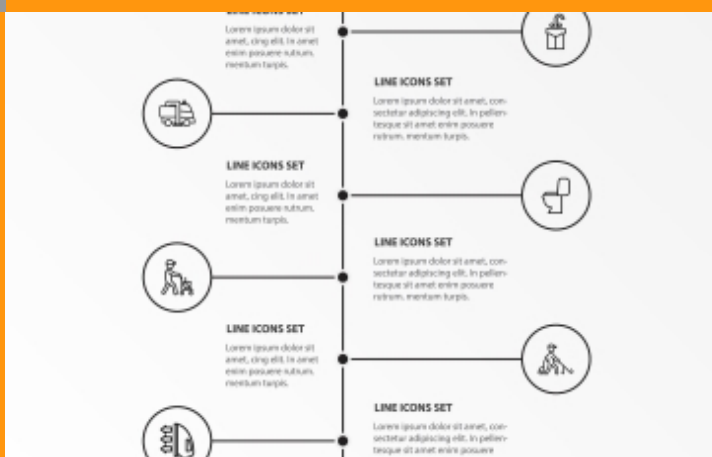 LINE ICONS SET
Lorem ipsum dolor sit
amet, cing elit. In amet
enim posuere rutrum,
mentum turpis.
LINE ICONS SET
Lorem ipsum dolor sit amet, con-
sectetur adipiscing elit. In pellen-
tesque sit amet enim posuere
rutrum, mentum turpis.
LINE ICONS SET
Lorem ipsum dolor sit
amet, cing elit. In amet
enim posuere rutrum,
mentum turpis.
LINE ICONS SET
Lorem ipsum dolor sit amet, con-
sectetur adipiscing elit. In pellen-
tesque sit amet enim posuere
rutrum, mentum turpis.
LINE ICONS SET
Lorem ipsum dolor sit
amet, cing elit. In amet
enim posuere rutrum,
mentum turpis.
LINE ICONS SET
Lorem ipsum dolor sit amet, con-
sectetur adipiscing elit. In pellen-
tesque sit amet enim posuere